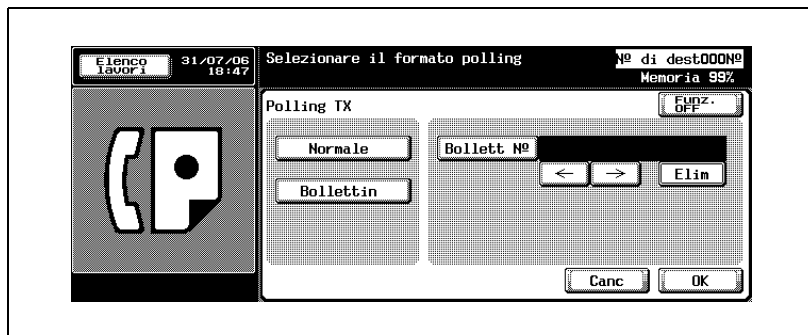 Elenco lavori
31/07/06
18:47
Selezionare il formato polling
Nº di dest000Nº
Memoria 99%
Polling TX
Funz. OFF
Normale
Bollettin
Bollett Nº
← →
Elim
Canc
OK